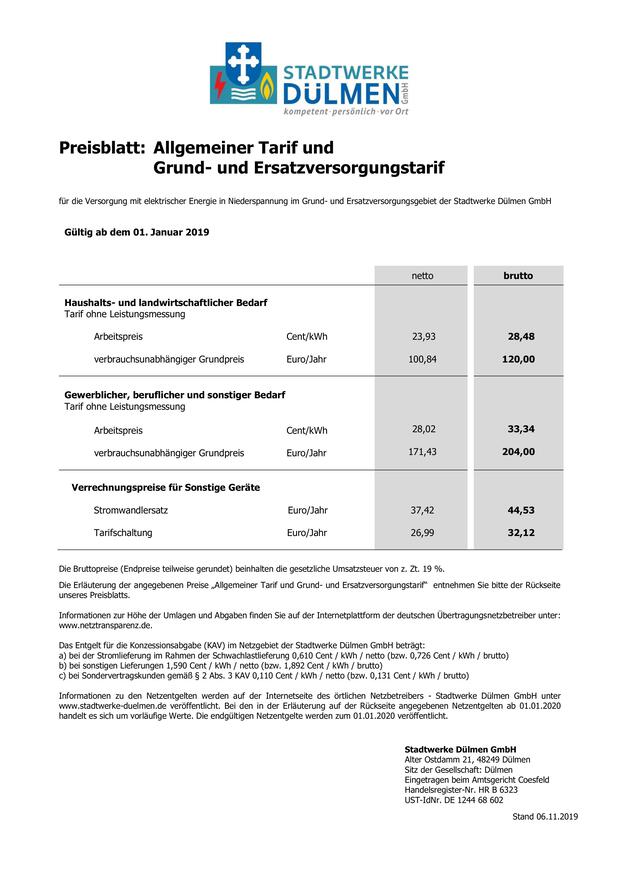 STADTWERKE
DÜLMEN GmbH
kompetent·persönlich·vor Ort
Preisblatt: Allgemeiner Tarif und
Grund- und Ersatzversorgungstarif
für die Versorgung mit elektrischer Energie in Niederspannung im Grund- und Ersatzversorgungsgebiet der Stadtwerke Dülmen GmbH
Gültig ab dem 01. Januar 2019
netto brutto
Haushalts- und landwirtschaftlicher Bedarf
Tarif ohne Leistungsmessung
Arbeitspreis Cent/kWh 23,93 28,48
verbrauchsunabhängiger Grundpreis Euro/Jahr 100,84 120,00
Gewerblicher, beruflicher und sonstiger Bedarf
Tarif ohne Leistungsmessung
Arbeitspreis Cent/kWh 28,02 33,34
verbrauchsunabhängiger Grundpreis Euro/Jahr 171,43 204,00
Verrechnungspreise für Sonstige Geräte
Stromwandlersatz Euro/Jahr 37,42 44,53
Tarifschaltung Euro/Jahr 26,99 32,12
Die Bruttopreise (Endpreise teilweise gerundet) beinhalten die gesetzliche Umsatzsteuer von z. Zt. 19 %.
Die Erläuterung der angegebenen Preise „Allgemeiner Tarif und Grund- und Ersatzversorgungstarif“ entnehmen Sie bitte der Rückseite
unseres Preisblatts.
Informationen zur Höhe der Umlagen und Abgaben finden Sie auf der Internetplattform der deutschen Übertragungsnetzbetreiber unter:
www.netztransparenz.de.
Das Entgelt für die Konzessionsabgabe (KAV) im Netzgebiet der Stadtwerke Dülmen GmbH beträgt:
a) bei der Stromlieferung im Rahmen der Schwachlastlieferung 0,610 Cent / kWh / netto (bzw. 0,726 Cent / kWh / brutto)
b) bei sonstigen Lieferungen 1,590 Cent / kWh / netto (bzw. 1,892 Cent / kWh / brutto)
c) bei Sondervertragskunden gemäß § 2 Abs. 3 KAV 0,110 Cent / kWh / netto (bzw. 0,131 Cent / kWh / brutto)
Informationen zu den Netzentgelten werden auf der Internetseite des örtlichen Netzbetreibers - Stadtwerke Dülmen GmbH unter
www.stadtwerke-duelmen.de veröffentlicht. Bei den in der Erläuterung auf der Rückseite angegebenen Netzentgelten ab 01.01.2020
handelt es sich um vorläufige Werte. Die endgültigen Netzentgelte werden zum 01.01.2020 veröffentlicht.
Stadtwerke Dülmen GmbH
Alter Ostdamm 21, 48249 Dülmen
Sitz der Gesellschaft: Dülmen
Eingetragen beim Amtsgericht Coesfeld
Handelsregister-Nr. HR B 6323
UST-IdNr. DE 1244 68 602
Stand 06.11.2019